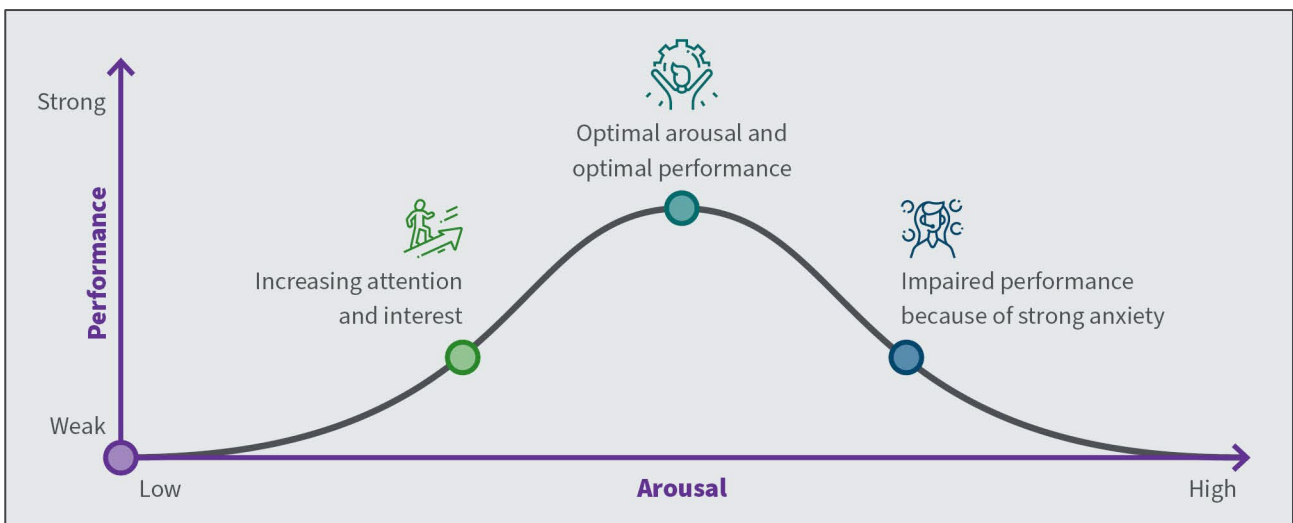 Strong
Optimal arousal and
optimal performance
Performance
Increasing attention
and interest
Impaired performance
because of strong anxiety
Weak
Low
Arousal
High